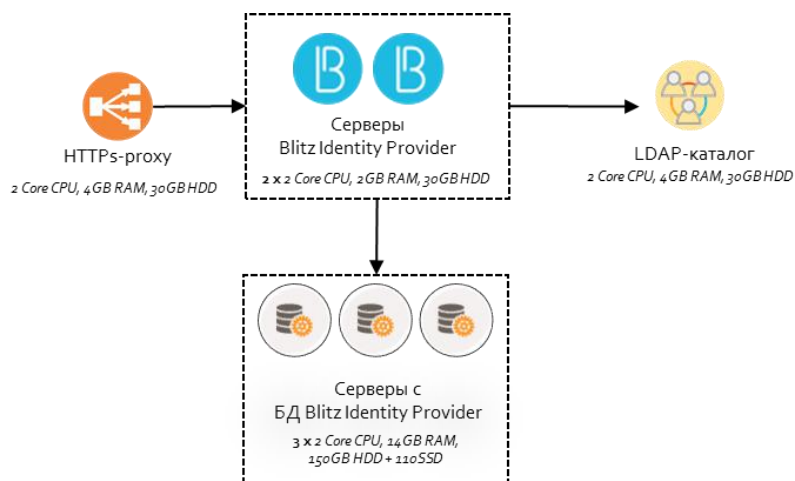 HTTPs-proxy
2 Core CPU, 4GB RAM, 30GB HDD
Серверы
Blitz Identity Provider
2 x 2 Core CPU, 2GB RAM, 30GB HDD
LDAP-каталог
2 Core CPU, 4GB RAM, 30GB HDD
Серверы с
БД Blitz Identity Provider
3 x 2 Core CPU, 14GB RAM,
150GB HDD + 110SSD